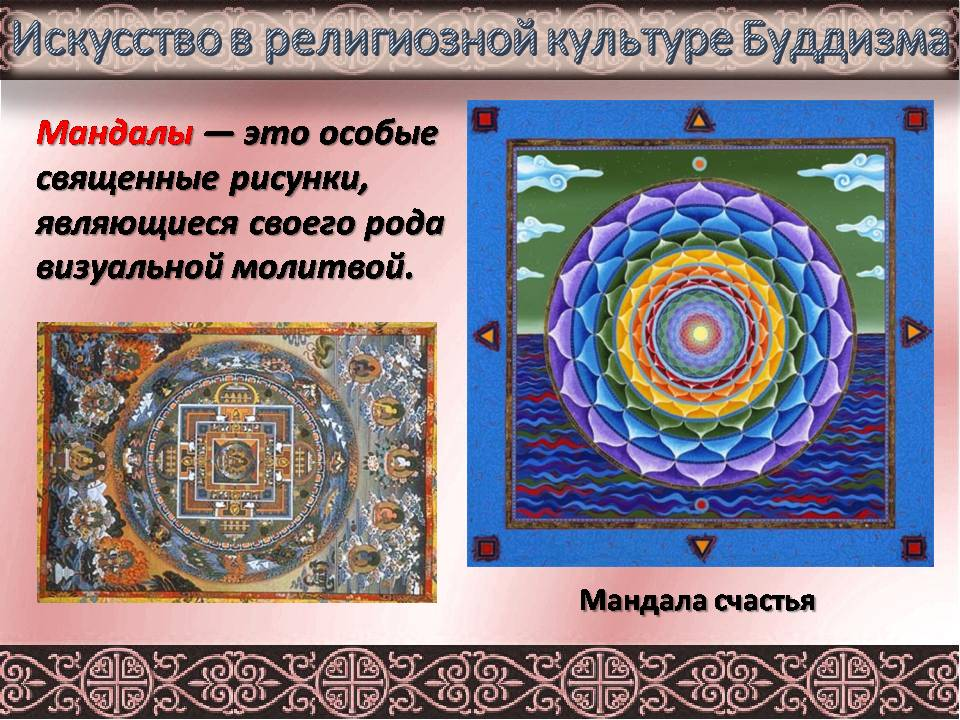 Искусство в религиозной культуре Буддизма
Мандалы — это особые
священные рисунки,
являющиеся своего рода
визуальной молитвой.
Мандала счастья